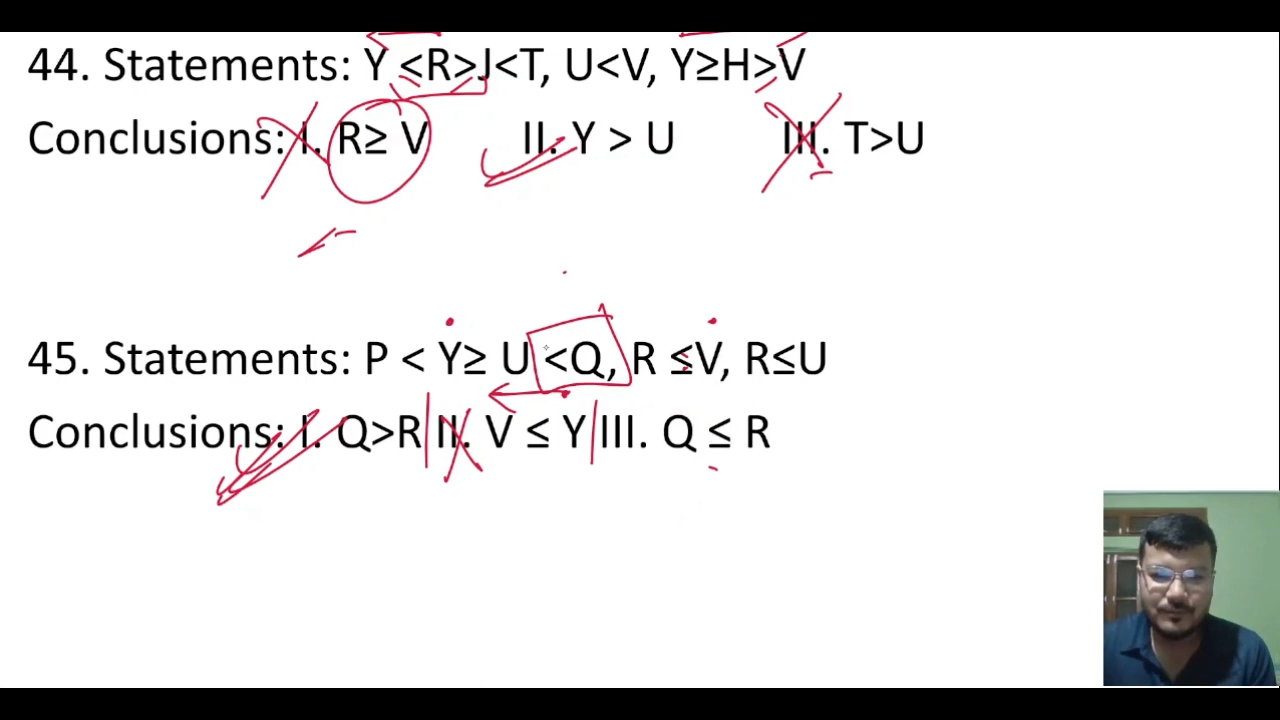 44. Statements: Y <R>J<T, U<V, Y≥H>V
Conclusions: I. R≥ V II. Y > U III. T>U
45. Statements: P < Y≥ U <Q, R ≤V, R≤U
Conclusions: I. Q>R II. V ≤ Y III. Q ≤ R